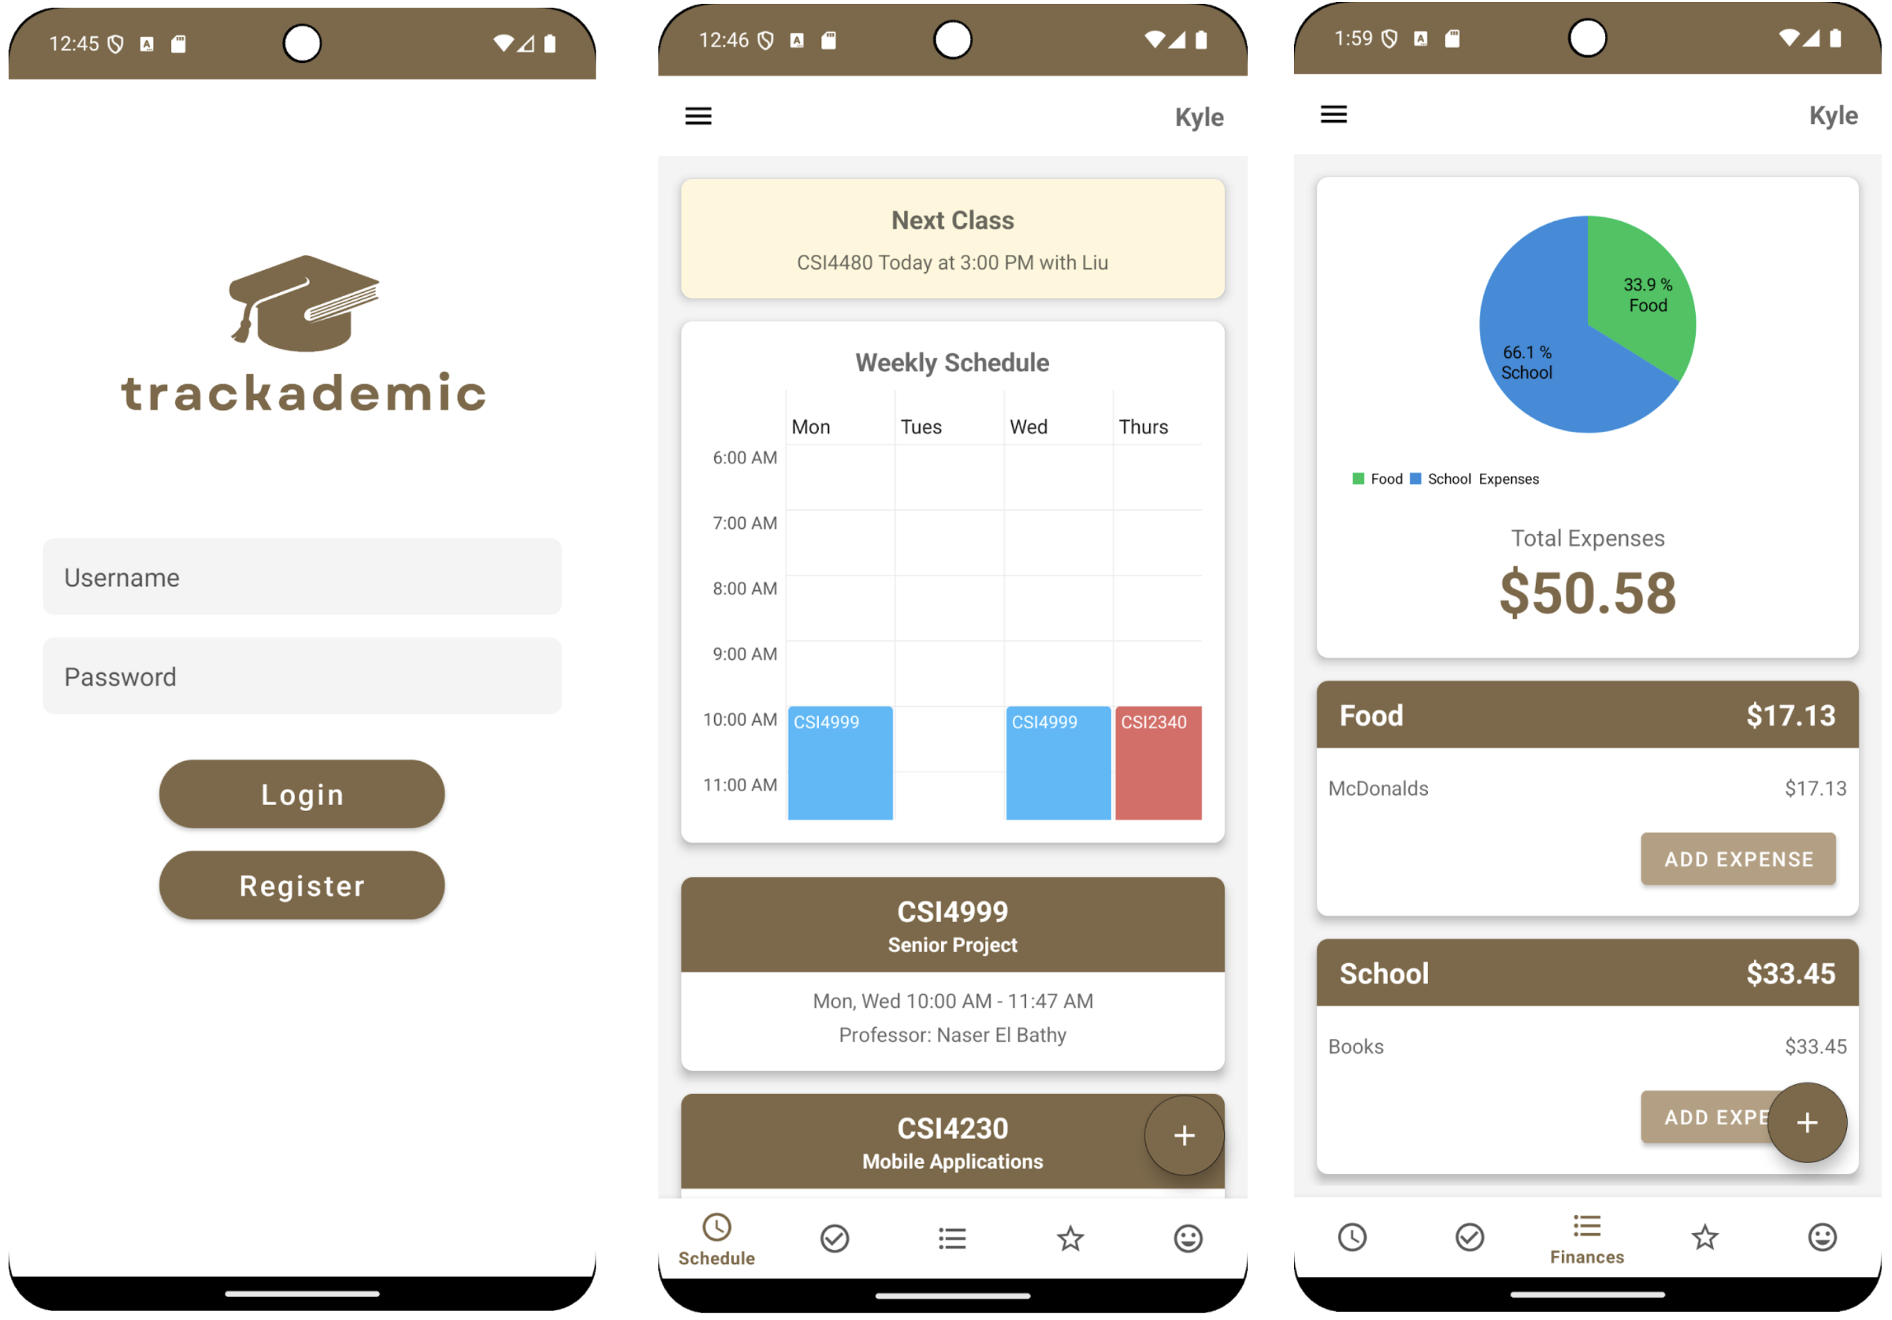 12:45
trackademic
Username
Password
Login
Register
12:46
Kyle
Next Class
CSI4480 Today at 3:00 PM with Liu
Weekly Schedule
Mon Tues Wed Thurs
6:00 AM
7:00 AM
8:00 AM
9:00 AM
10:00 AM CSI4999 CSI4999 CSI2340
11:00 AM
CSI4999
Senior Project
Mon, Wed 10:00 AM - 11:47 AM
Professor: Naser El Bathy
CSI4230
Mobile Applications
+
Schedule
1:59
Kyle
33.9 %
Food
66.1 %
School
Food School Expenses
Total Expenses
$50.58
Food $17.13
McDonalds $17.13
ADD EXPENSE
School $33.45
Books $33.45
ADD EXPE
+
Finances